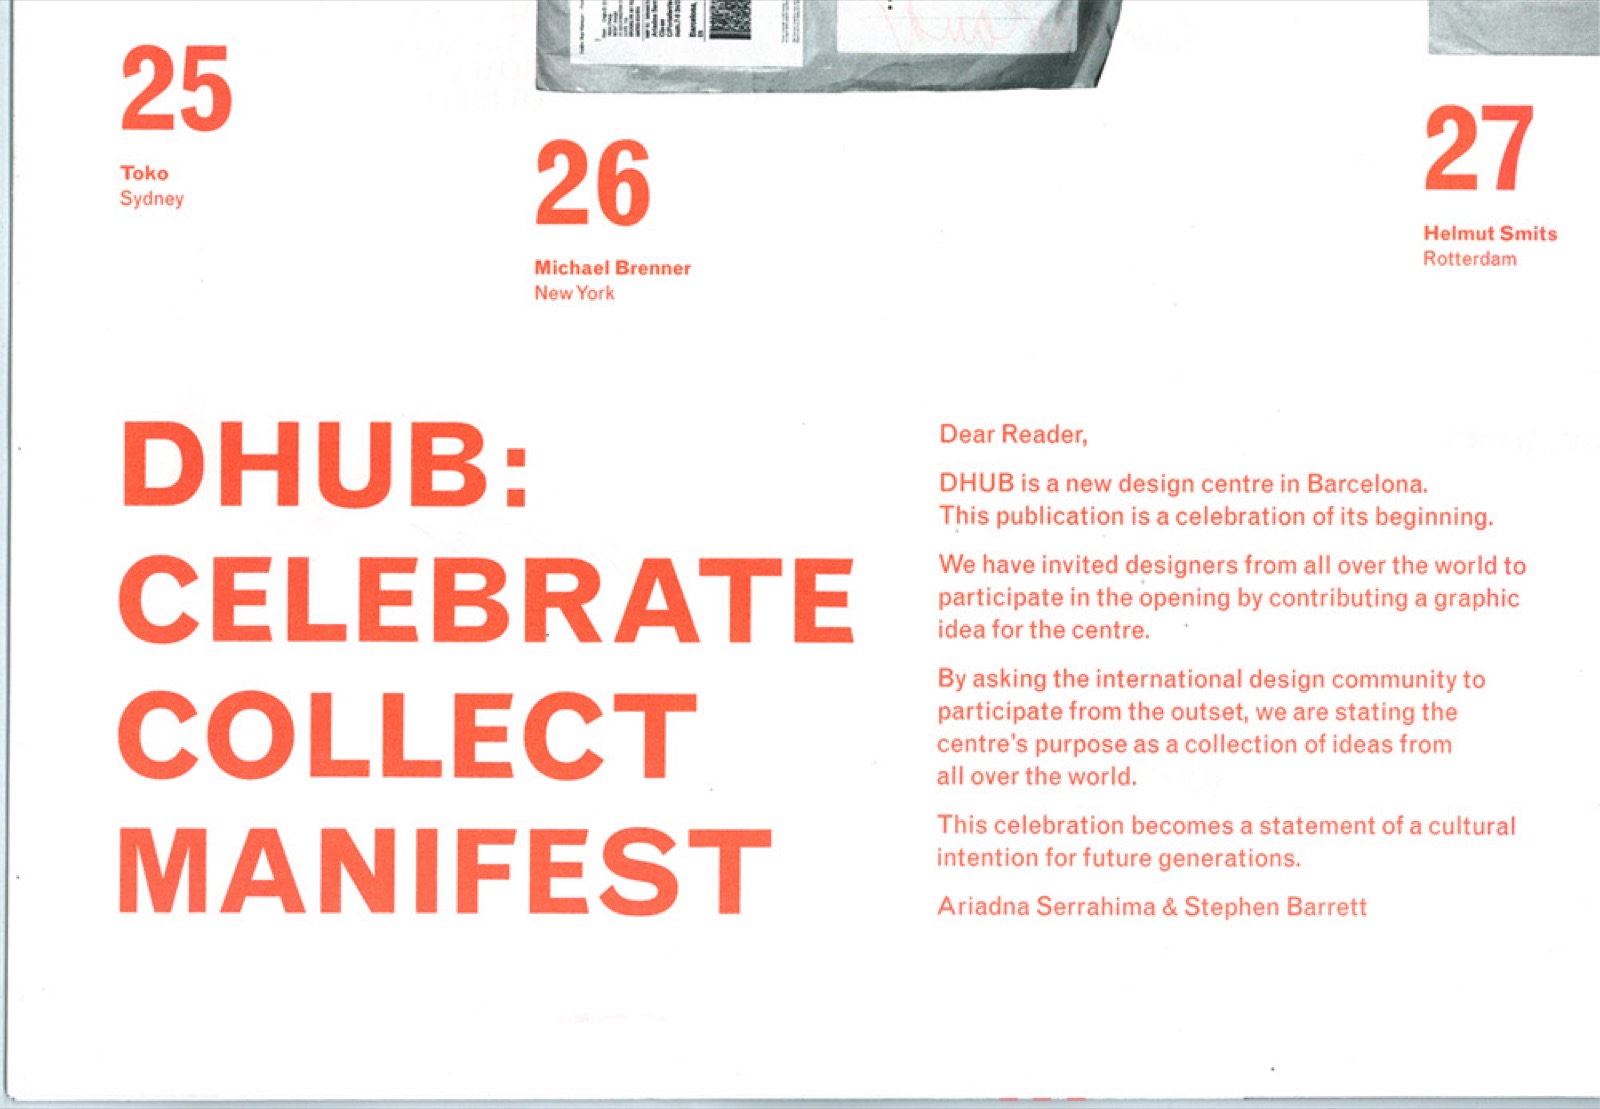 25
Toko
Sydney
26
Michael Brenner
New York
27
Helmut Smits
Rotterdam
DHUB:
CELEBRATE
COLLECT
MANIFEST
Dear Reader,
DHUB is a new design centre in Barcelona.
This publication is a celebration of its beginning.
We have invited designers from all over the world to
participate in the opening by contributing a graphic
idea for the centre.
By asking the international design community to
participate from the outset, we are stating the
centre's purpose as a collection of ideas from
all over the world.
This celebration becomes a statement of a cultural
intention for future generations.
Ariadna Serrahima & Stephen Barrett
Barcelona,